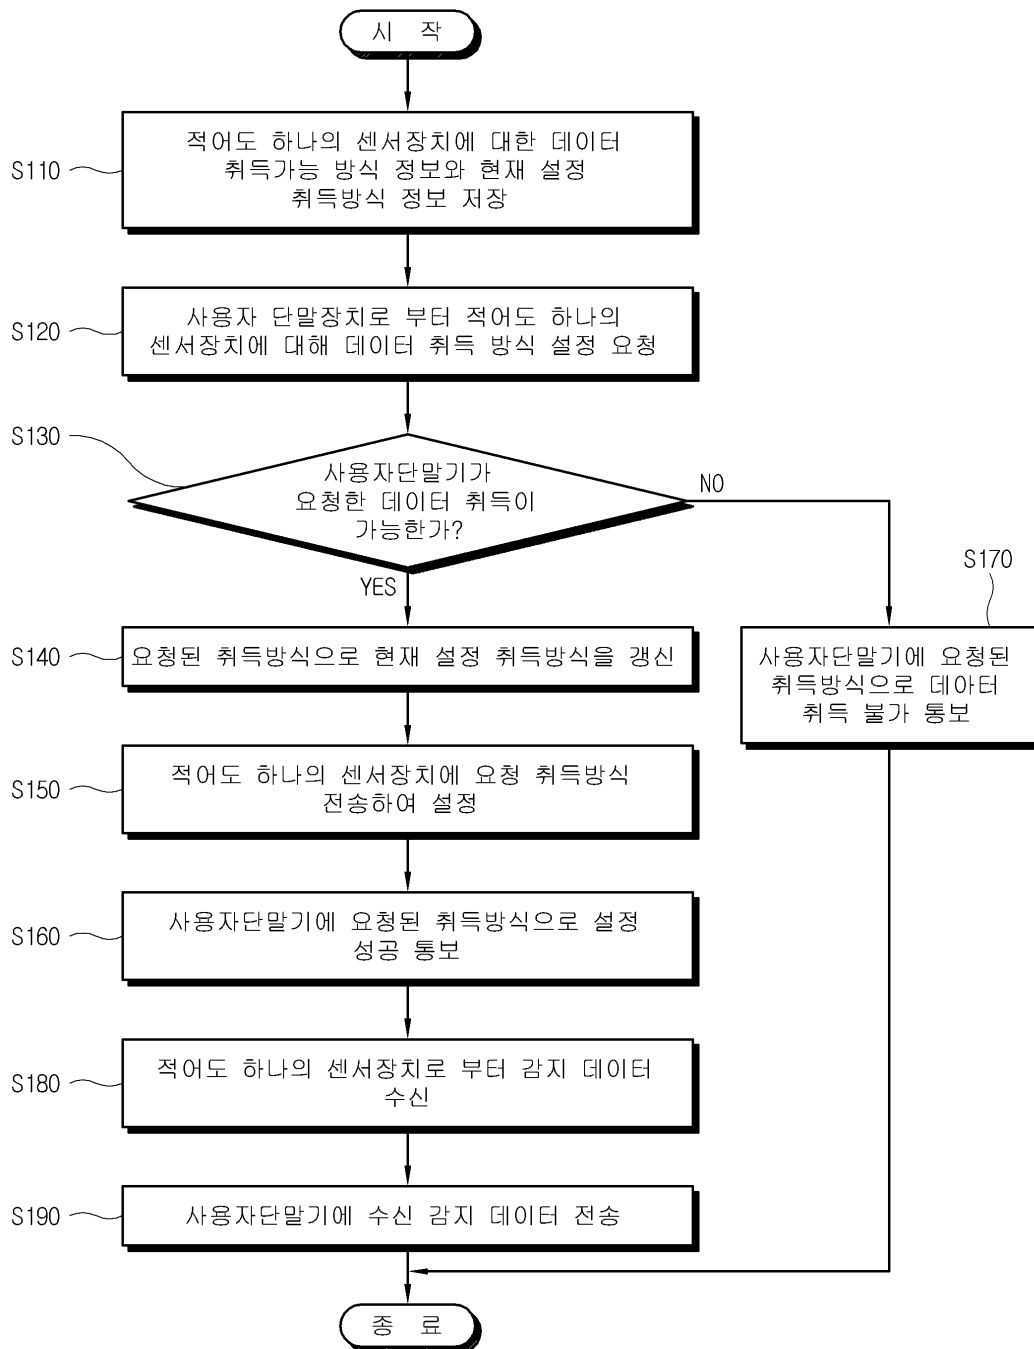 시 작
S110
적어도 하나의 센서장치에 대한 데이터
취득가능 방식 정보와 현재 설정
취득방식 정보 저장
S120
사용자 단말장치로 부터 적어도 하나의
센서장치에 대해 데이터 취득 방식 설정 요청
S130
사용자단말기가
요청한 데이터 취득이
가능한가?
NO
YES
S140
요청된 취득방식으로 현재 설정 취득방식을 갱신
S170
사용자단말기에 요청된
취득방식으로 데아터
취득 불가 통보
S150
적어도 하나의 센서장치에 요청 취득방식
전송하여 설정
S160
사용자단말기에 요청된 취득방식으로 설정
성공 통보
S180
적어도 하나의 센서장치로 부터 감지 데이터
수신
S190
사용자단말기에 수신 감지 데이터 전송
종 료